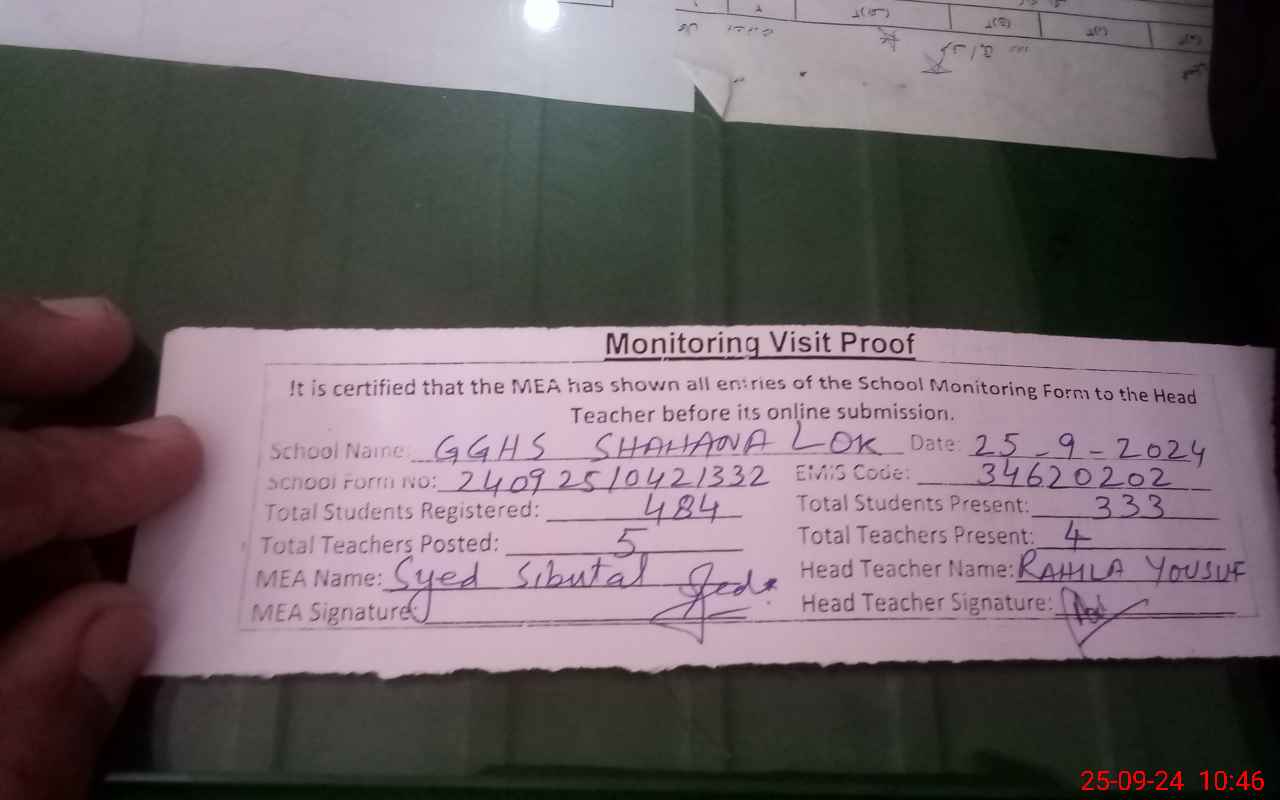 Monitoring Visit Proof
It is certified that the MEA has shown all entries of the School Monitoring Form to the Head
Teacher before its online submission.
School Name: GGHS SHAHANA LOK Date: 25-9-2024
School Form No: 24092510421332 EMIS Code: 34620202
Total Students Registered: 484 Total Students Present: 333
Total Teachers Posted: 5 Total Teachers Present: 4
MEA Name: Syed Sibutal Head Teacher Name: RAHILA YOUSUF
MEA Signature: Head Teacher Signature:
25-09-24 10:46